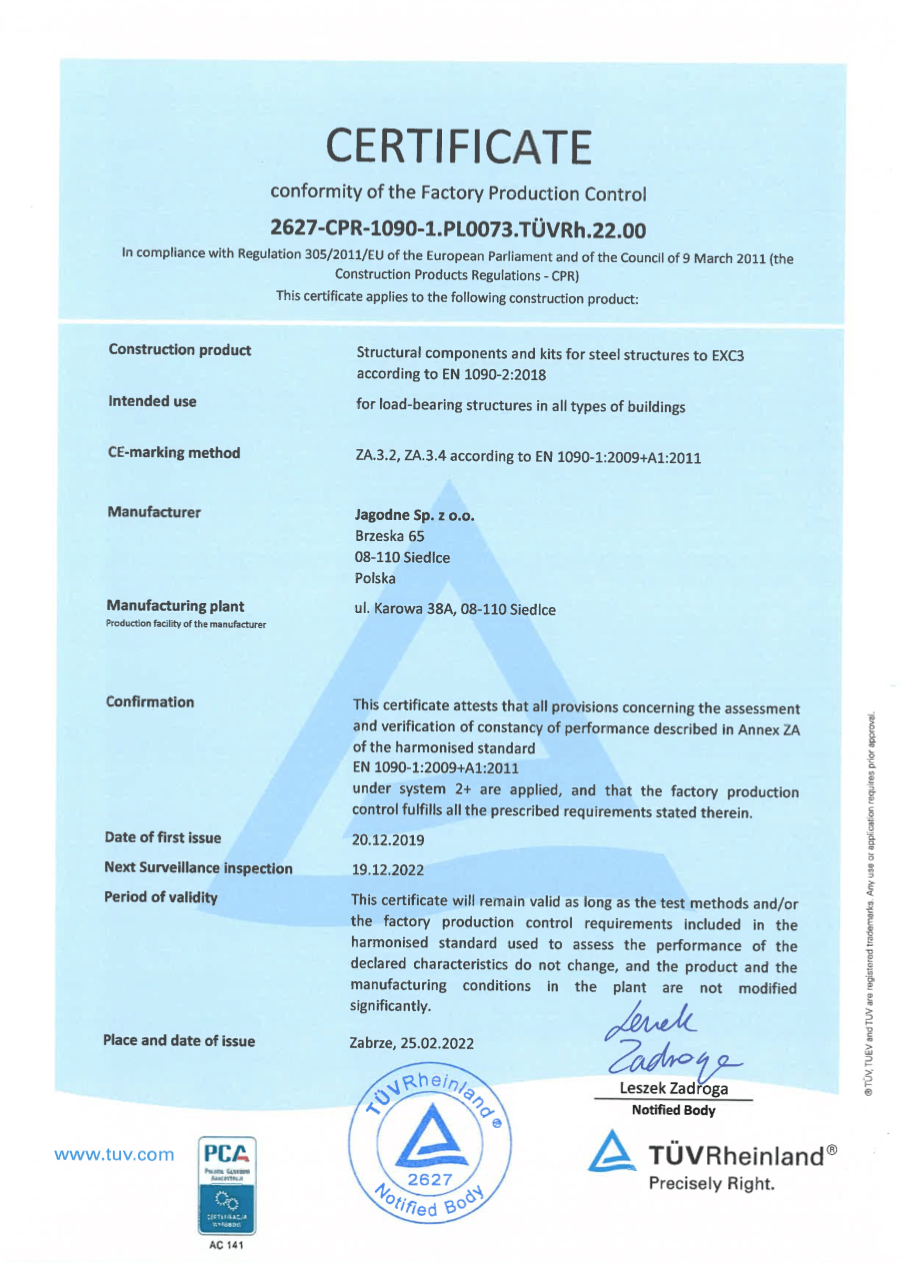 CERTIFICATE
conformity of the Factory Production Control
2627-CPR-1090-1.PL0073.TÜVRh.22.00
In compliance with Regulation 305/2011/EU of the European Parliament and of the Council of 9 March 2011 (the
Construction Products Regulations - CPR)
This certificate applies to the following construction product:
Construction product
Structural components and kits for steel structures to EXC3
according to EN 1090-2:2018
Intended use
for load-bearing structures in all types of buildings
CE-marking method
ZA.3.2, ZA.3.4 according to EN 1090-1:2009+A1:2011
Manufacturer
Jagodne Sp. z o.o.
Brzeska 65
08-110 Siedlce
Polska
Manufacturing plant
Production facility of the manufacturer
ul. Karowa 38A, 08-110 Siedlce
Confirmation
This certificate attests that all provisions concerning the assessment
and verification of constancy of performance described in Annex ZA
of the harmonised standard
EN 1090-1:2009+A1:2011
under system 2+ are applied, and that the factory production
control fulfills all the prescribed requirements stated therein.
Date of first issue
20.12.2019
Next Surveillance inspection
19.12.2022
Period of validity
This certificate will remain valid as long as the test methods and/or
the factory production control requirements included in the
harmonised standard used to assess the performance of the
declared characteristics do not change, and the product and the
manufacturing conditions in the plant are not modified
significantly.
Place and date of issue
Zabrze, 25.02.2022
Leszek Zadroga
Leszek Zadroga
Notified Body
TÜVRheinland®
2627
Notified Body
www.tuv.com
PCA
POLSKIE CENTRUM
AKREDYTACJI
CERTYFIKACJA
WYROBÓW
AC 141
TÜVRheinland®
Precisely Right.
® TÜV, TUEV and TUV are registered trademarks. Any use or application requires prior approval.